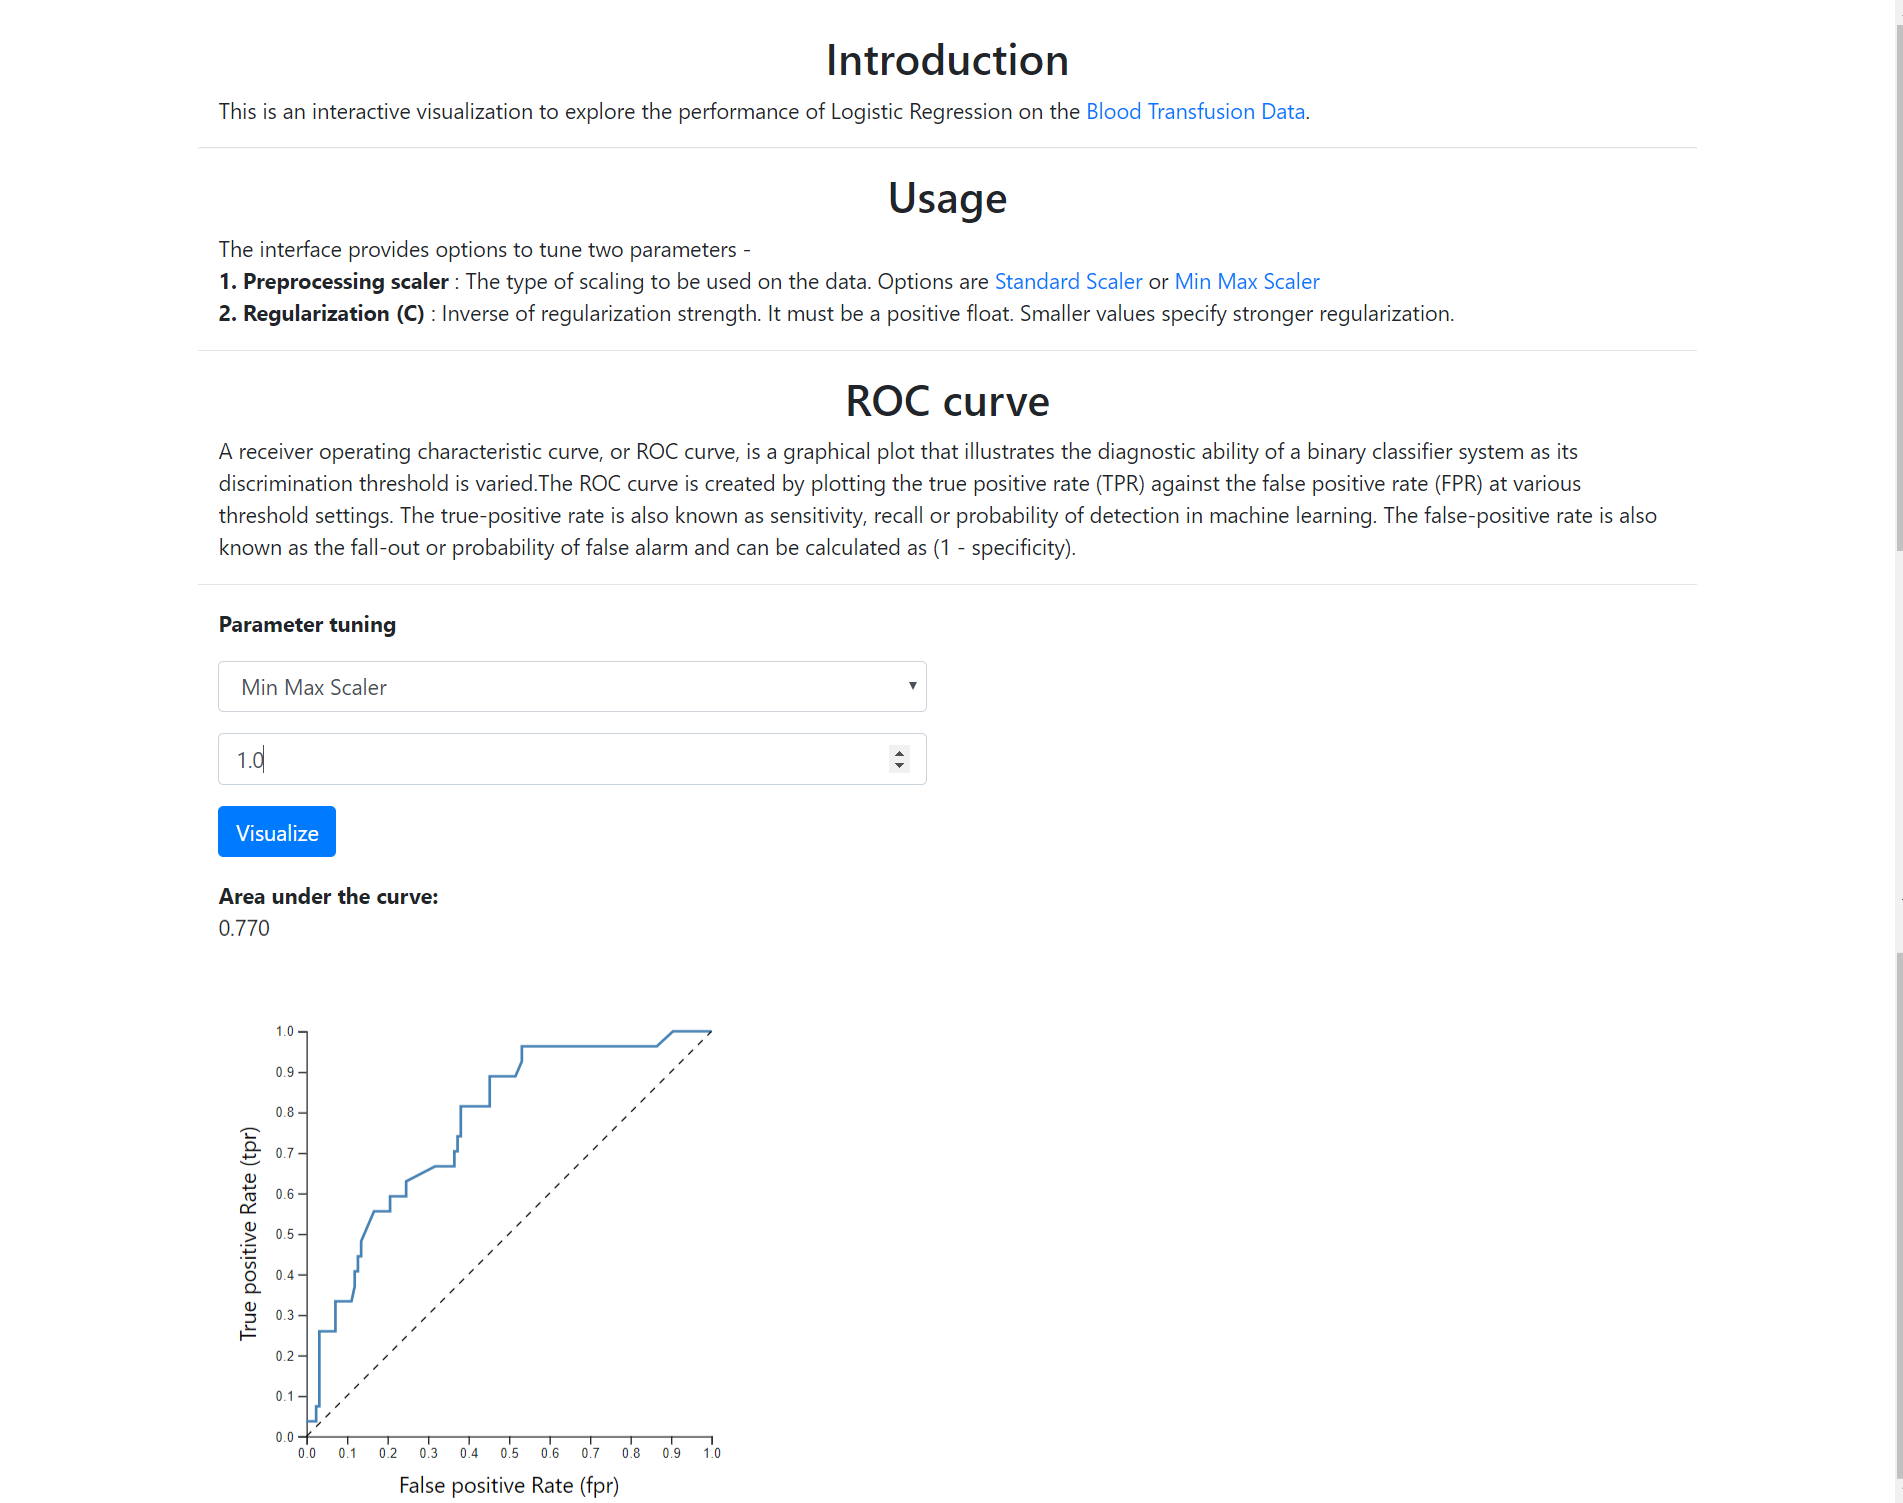 Introduction
This is an interactive visualization to explore the performance of Logistic Regression on the Blood Transfusion Data.
Usage
The interface provides options to tune two parameters -
1. Preprocessing scaler : The type of scaling to be used on the data. Options are Standard Scaler or Min Max Scaler
2. Regularization (C) : Inverse of regularization strength. It must be a positive float. Smaller values specify stronger regularization.
ROC curve
A receiver operating characteristic curve, or ROC curve, is a graphical plot that illustrates the diagnostic ability of a binary classifier system as its
discrimination threshold is varied.The ROC curve is created by plotting the true positive rate (TPR) against the false positive rate (FPR) at various
threshold settings. The true-positive rate is also known as sensitivity, recall or probability of detection in machine learning. The false-positive rate is also
known as the fall-out or probability of false alarm and can be calculated as (1 - specificity).
Parameter tuning
Min Max Scaler
1.0
Visualize
Area under the curve:
0.770
True positive Rate (tpr)
1.0
0.9
0.8
0.7
0.6
0.5
0.4
0.3
0.2
0.1
0.0
0.0 0.1 0.2 0.3 0.4 0.5 0.6 0.7 0.8 0.9 1.0
False positive Rate (fpr)